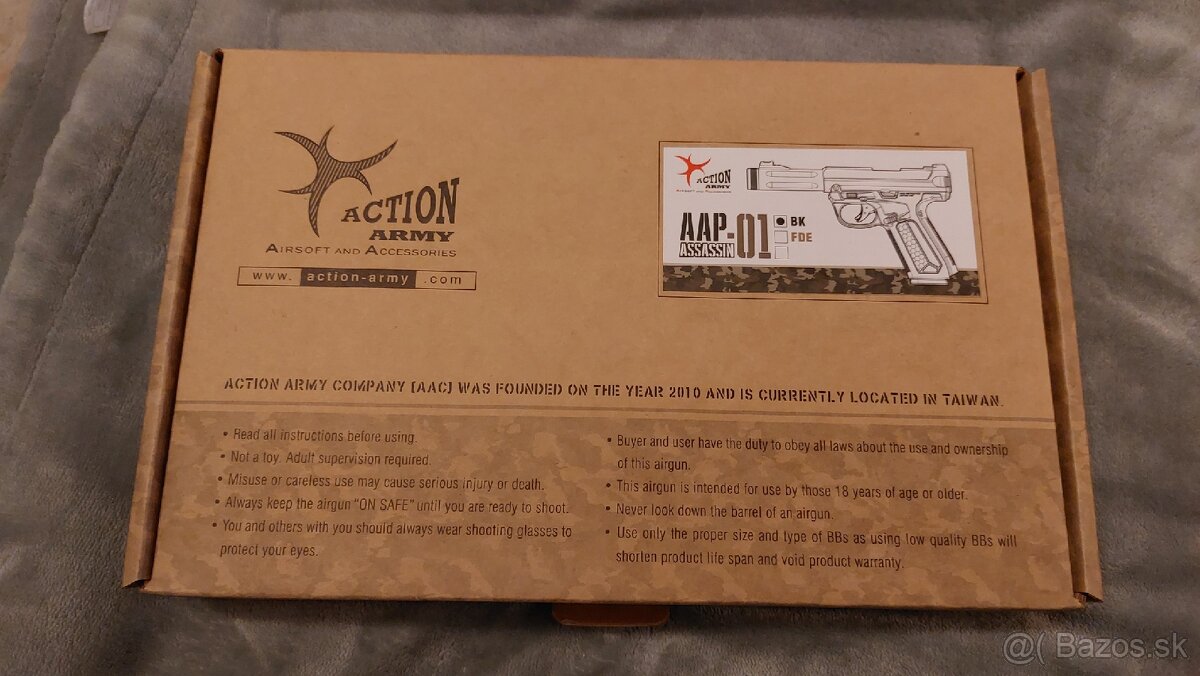 ACTION
ARMY
AIRSOFT AND ACCESSORIES
www. action-army .com
ACTION
ARMY
AIRSOFT AND ACCESSORIES
AAP-01
ASSASSIN
BK
FDE
ACTION ARMY COMPANY (AAC) WAS FOUNDED ON THE YEAR 2010 AND IS CURRENTLY LOCATED IN TAIWAN.
• Read all instructions before using.
• Not a toy. Adult supervision required.
• Misuse or careless use may cause serious injury or death.
• Always keep the airgun "ON SAFE" until you are ready to shoot.
• You and others with you should always wear shooting glasses to
protect your eyes.
• Buyer and user have the duty to obey all laws about the use and ownership
of this airgun.
• This airgun is intended for use by those 18 years of age or older.
• Never look down the barrel of an airgun.
• Use only the proper size and type of BBs as using low quality BBs will
shorten product life span and void product warranty.
@( Bazos.sk